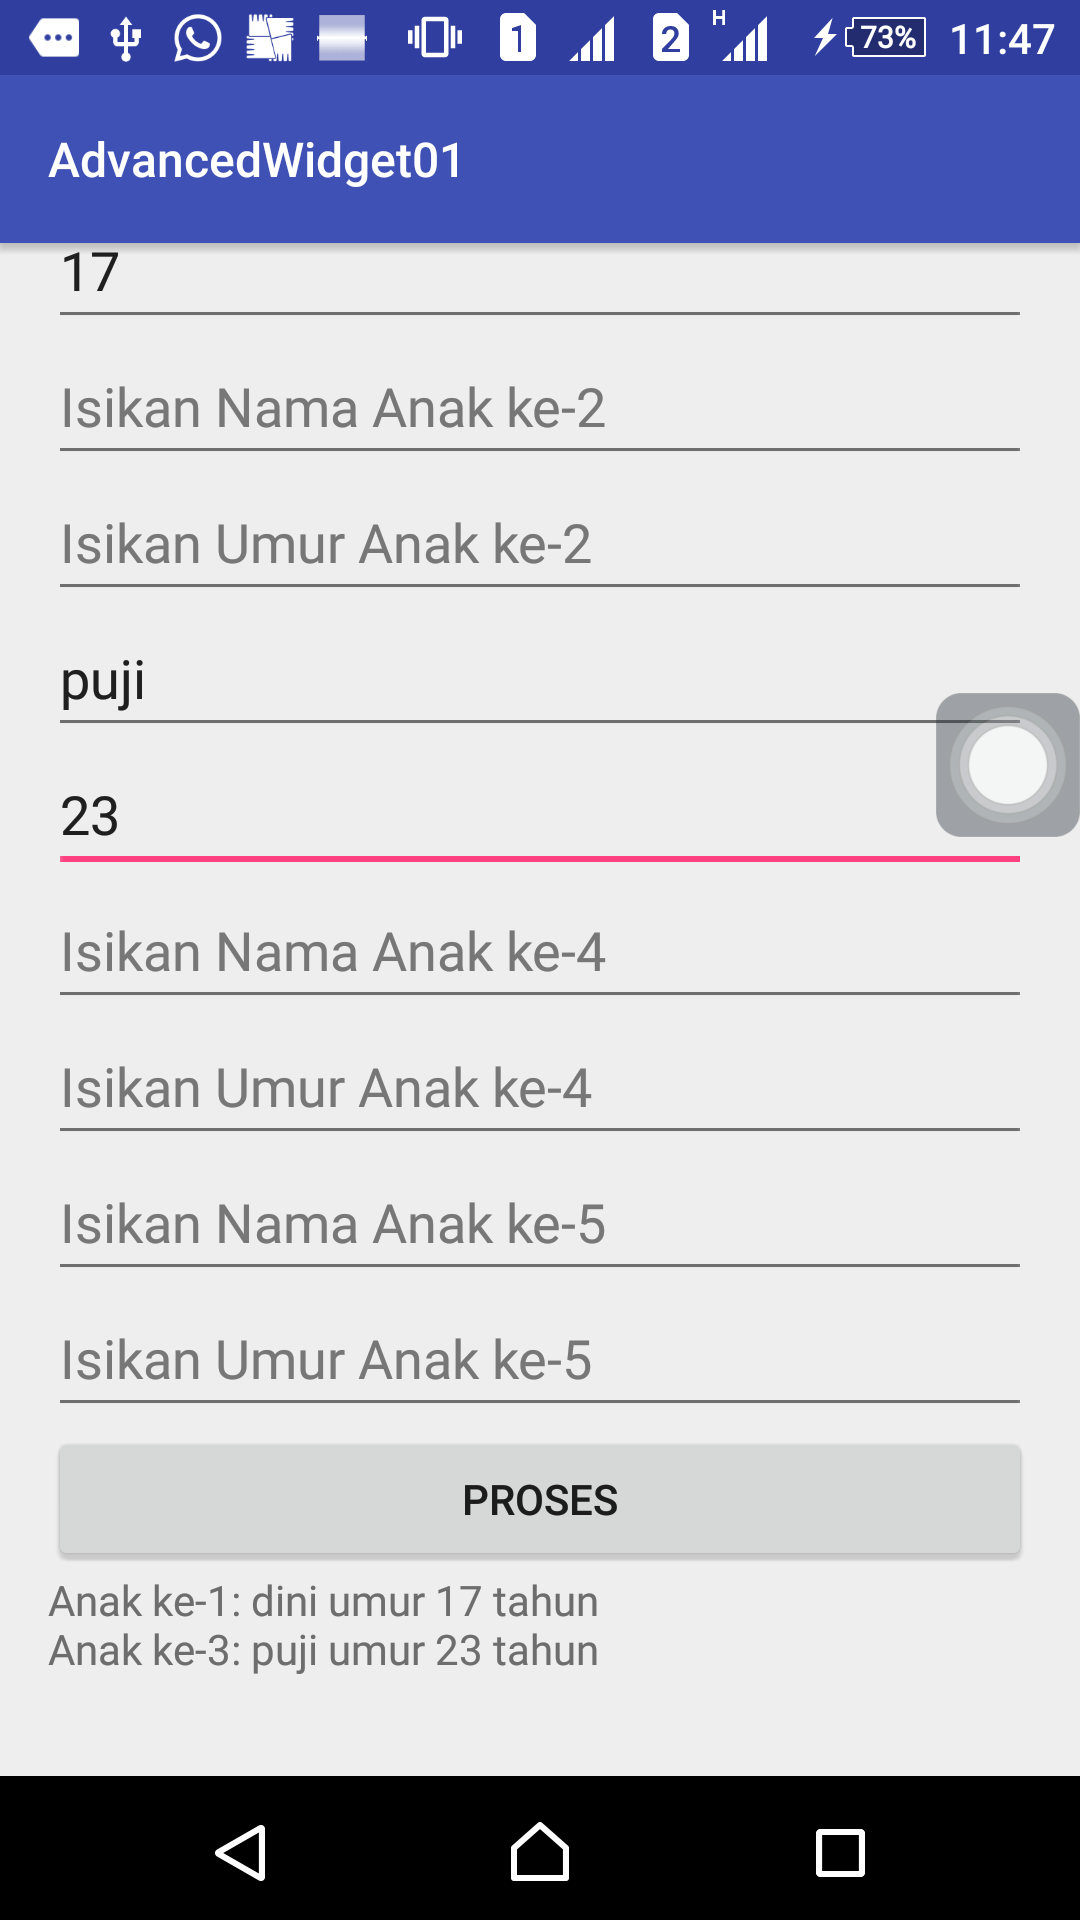 1 2 H 73% 11:47
AdvancedWidget01
17
Isikan Nama Anak ke-2
Isikan Umur Anak ke-2
puji
23
Isikan Nama Anak ke-4
Isikan Umur Anak ke-4
Isikan Nama Anak ke-5
Isikan Umur Anak ke-5
PROSES
Anak ke-1: dini umur 17 tahun
Anak ke-3: puji umur 23 tahun